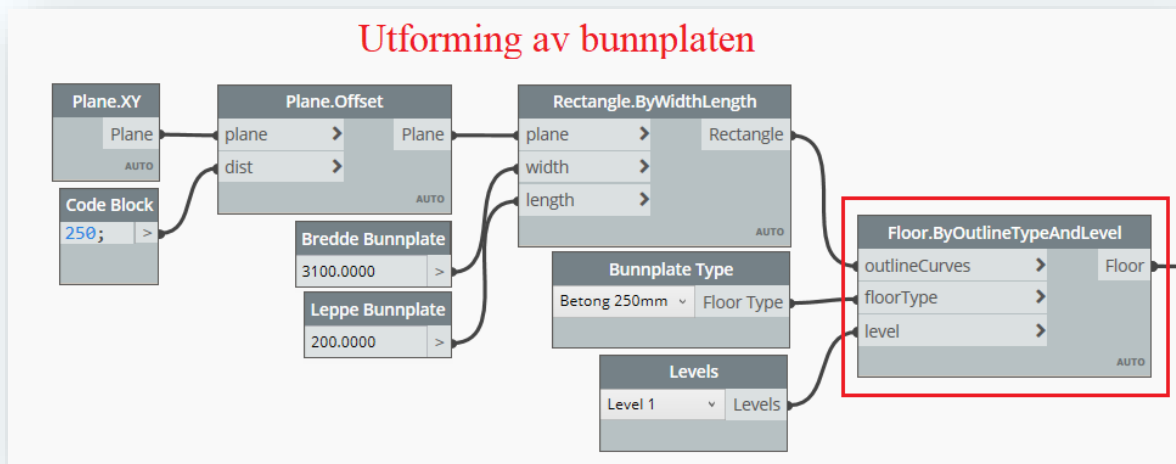 Utforming av bunnplaten
Plane.XY
Plane
AUTO
Code Block
250;
>
Plane.Offset
plane > Plane
dist >
AUTO
Bredde Bunnplate
3100.0000 >
Leppe Bunnplate
200.0000 >
Rectangle.ByWidthLength
plane > Rectangle
width >
length >
AUTO
Bunnplate Type
Betong 250mm Floor Type
Levels
Level 1 Levels
Floor.ByOutlineTypeAndLevel
outlineCurves > Floor
floorType >
level >
AUTO